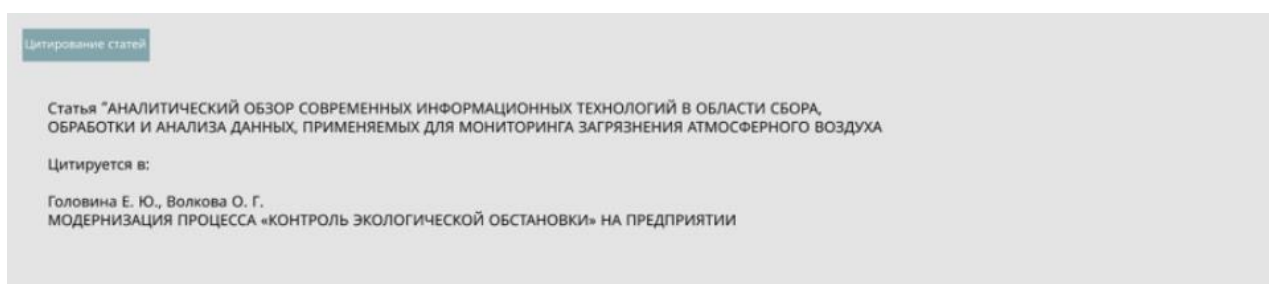 Цитирование статей
Статья "АНАЛИТИЧЕСКИЙ ОБЗОР СОВРЕМЕННЫХ ИНФОРМАЦИОННЫХ ТЕХНОЛОГИЙ В ОБЛАСТИ СБОРА,
ОБРАБОТКИ И АНАЛИЗА ДАННЫХ, ПРИМЕНЯЕМЫХ ДЛЯ МОНИТОРИНГА ЗАГРЯЗНЕНИЯ АТМОСФЕРНОГО ВОЗДУХА
Цитируется в:
Головина Е. Ю., Волкова О. Г.
МОДЕРНИЗАЦИЯ ПРОЦЕССА «КОНТРОЛЬ ЭКОЛОГИЧЕСКОЙ ОБСТАНОВКИ» НА ПРЕДПРИЯТИИ